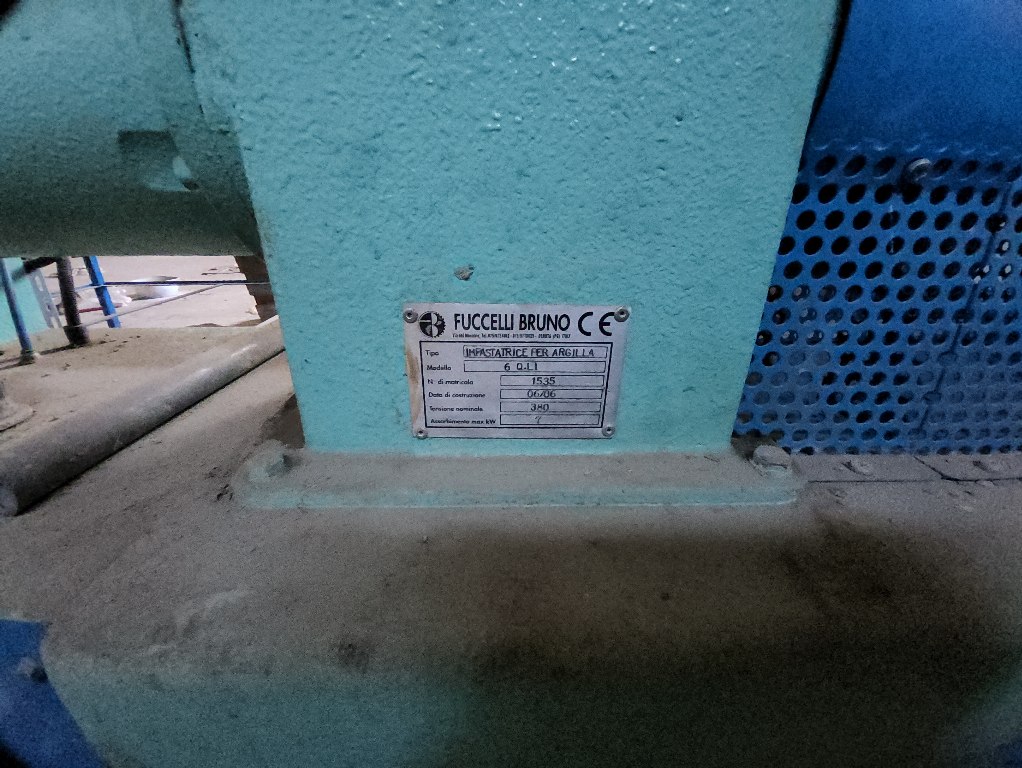 FUCCELLI BRUNO CE
Tipo IMPASTATRICE PER ARGILLA
Modello 6 Q.LI
N. di matricola 1535
Data di costruzione 06/06
Tensione nominale 380
Assorbimento max kW 7